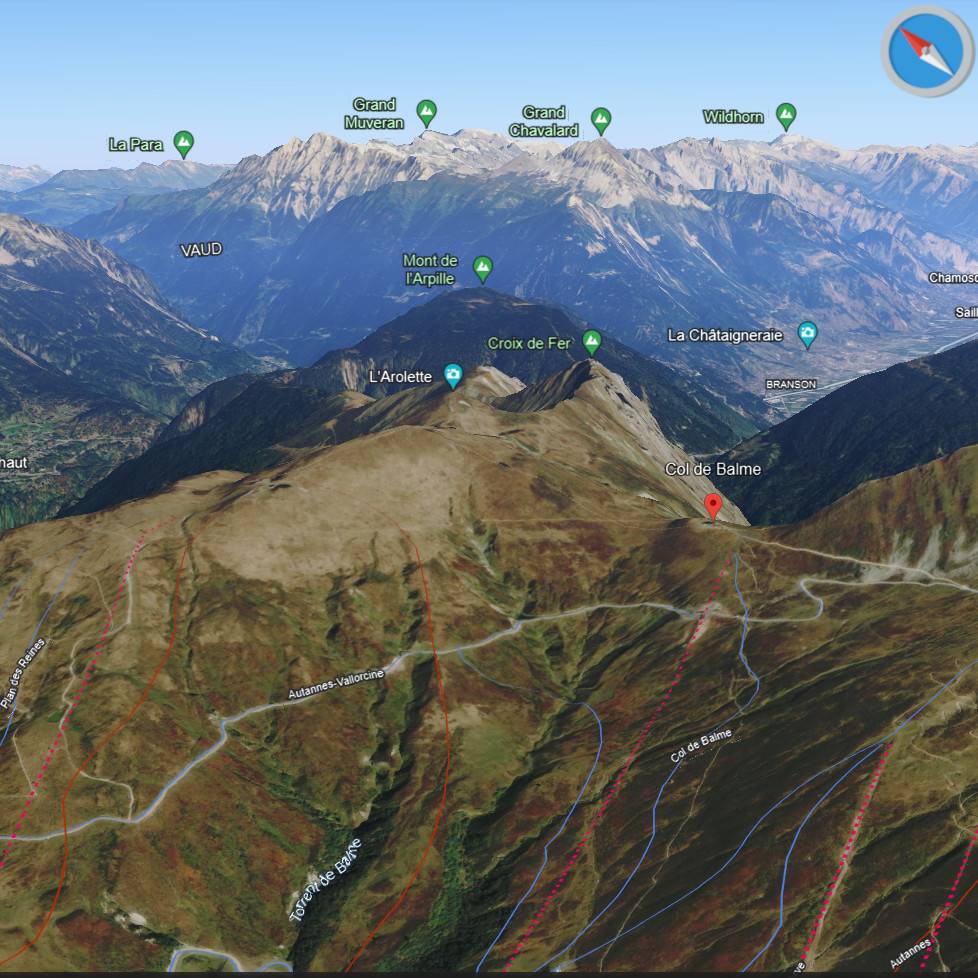 Grand
Muveran
Grand
Chavalard
Wildhorn
La Para
VAUD
Mont de
l'Arpille
Chamoso
Croix de Fer
La Châtaigneraie
L'Arolette
BRANSON
haut
Col de Balme
Plan des Reines
Autannes-Vallorcine
Col de Balme
Torrent de Balme
Autannes